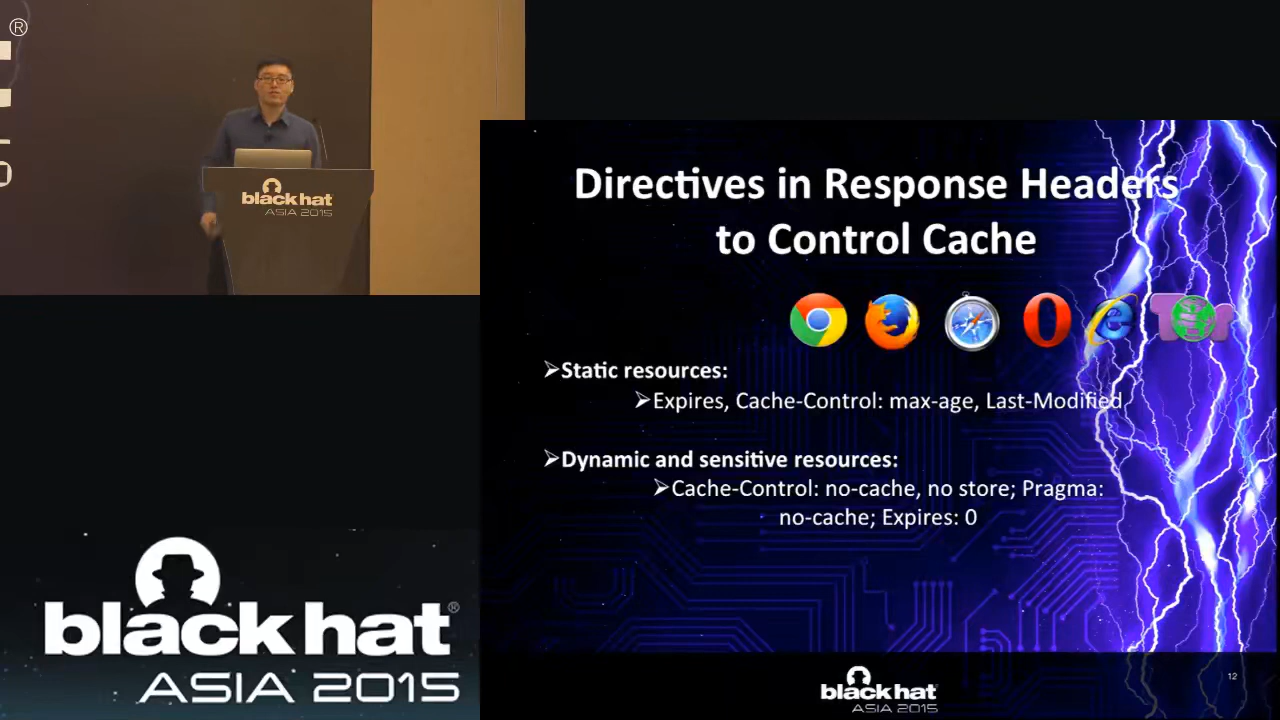 ®
black hat
ASIA 2015
Directives in Response Headers
to Control Cache
Tor
➢Static resources:
➢Expires, Cache-Control: max-age, Last-Modified
➢Dynamic and sensitive resources:
➢Cache-Control: no-cache, no store; Pragma:
no-cache; Expires: 0
black hat®
ASIA 2015
black hat
ASIA 2015
12